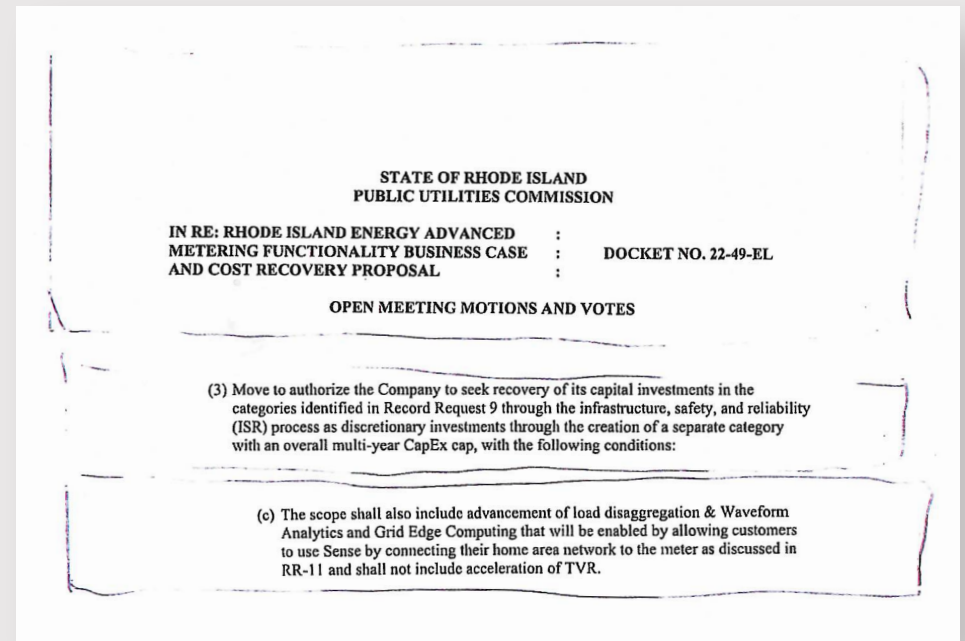 STATE OF RHODE ISLAND
PUBLIC UTILITIES COMMISSION
IN RE: RHODE ISLAND ENERGY ADVANCED :
METERING FUNCTIONALITY BUSINESS CASE : DOCKET NO. 22-49-EL
AND COST RECOVERY PROPOSAL :
OPEN MEETING MOTIONS AND VOTES
(3) Move to authorize the Company to seek recovery of its capital investments in the
categories identified in Record Request 9 through the infrastructure, safety, and reliability
(ISR) process as discretionary investments through the creation of a separate category
with an overall multi-year CapEx cap, with the following conditions:
(c) The scope shall also include advancement of load disaggregation & Waveform
Analytics and Grid Edge Computing that will be enabled by allowing customers
to use Sense by connecting their home area network to the meter as discussed in
RR-11 and shall not include acceleration of TVR.